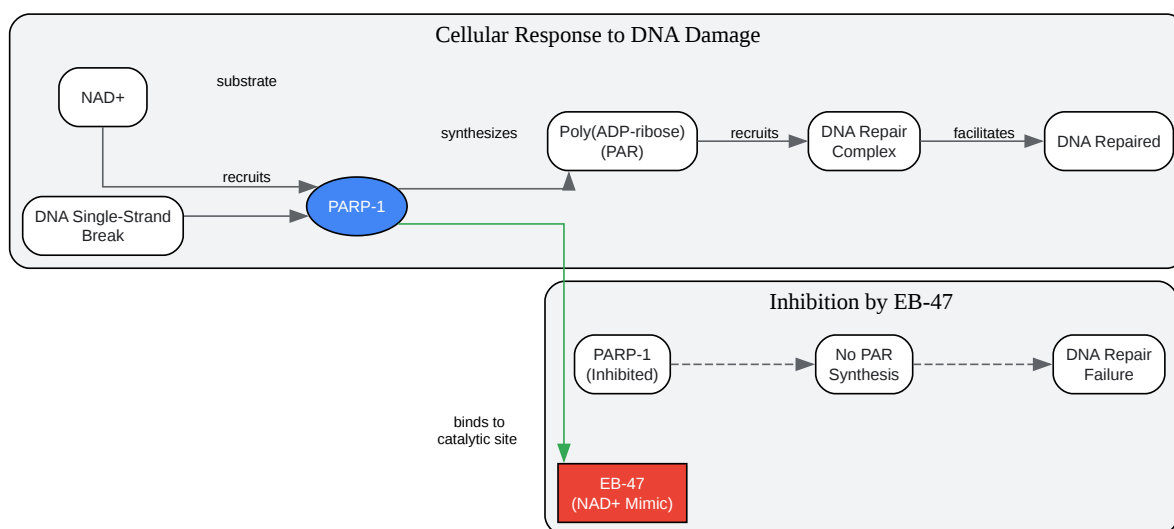 Cellular Response to DNA Damage
NAD+
substrate
synthesizes
Poly(ADP-ribose)
(PAR)
recruits
DNA Repair
Complex
facilitates
DNA Repaired
recruits
PARP-1
DNA Single-Strand
Break
Inhibition by EB-47
PARP-1
(Inhibited)
No PAR
Synthesis
DNA Repair
Failure
binds to
catalytic site
EB-47
(NAD+ Mimic)